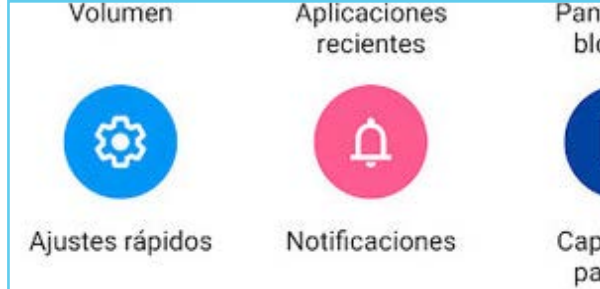 Volumen
Aplicaciones
recientes
Ajustes rápidos
Notificaciones